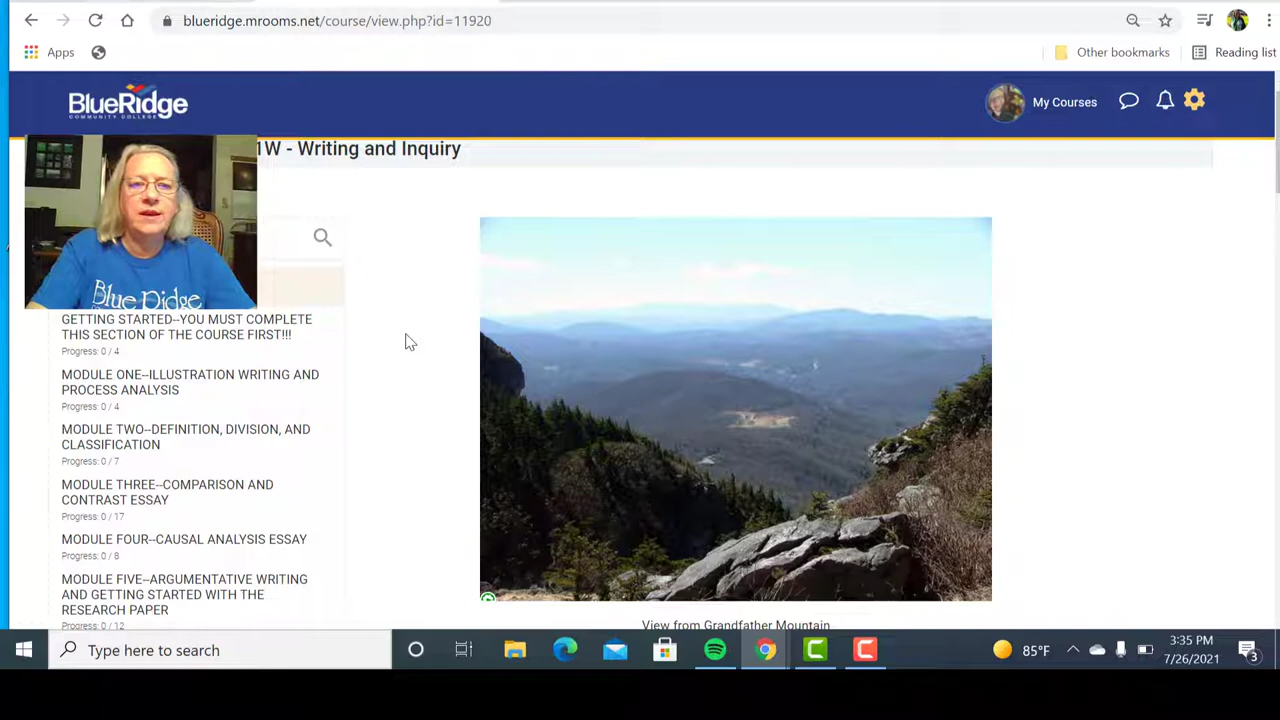 blueridge.mrooms.net/course/view.php?id=11920
Apps
Other bookmarks
Reading list
BlueRidge
COMMUNITY COLLEGE
My Courses
1W - Writing and Inquiry
Blue Ridge
GETTING STARTED--YOU MUST COMPLETE
THIS SECTION OF THE COURSE FIRST!!!
Progress: 0 / 4
MODULE ONE--ILLUSTRATION WRITING AND
PROCESS ANALYSIS
Progress: 0 / 4
MODULE TWO--DEFINITION, DIVISION, AND
CLASSIFICATION
Progress: 0 / 7
MODULE THREE--COMPARISON AND
CONTRAST ESSAY
Progress: 0 / 17
MODULE FOUR--CAUSAL ANALYSIS ESSAY
Progress: 0 / 8
MODULE FIVE--ARGUMENTATIVE WRITING
AND GETTING STARTED WITH THE
RESEARCH PAPER
Progress: 0 / 12
View from Grandfather Mountain
Type here to search
85°F
3:35 PM
7/26/2021
3